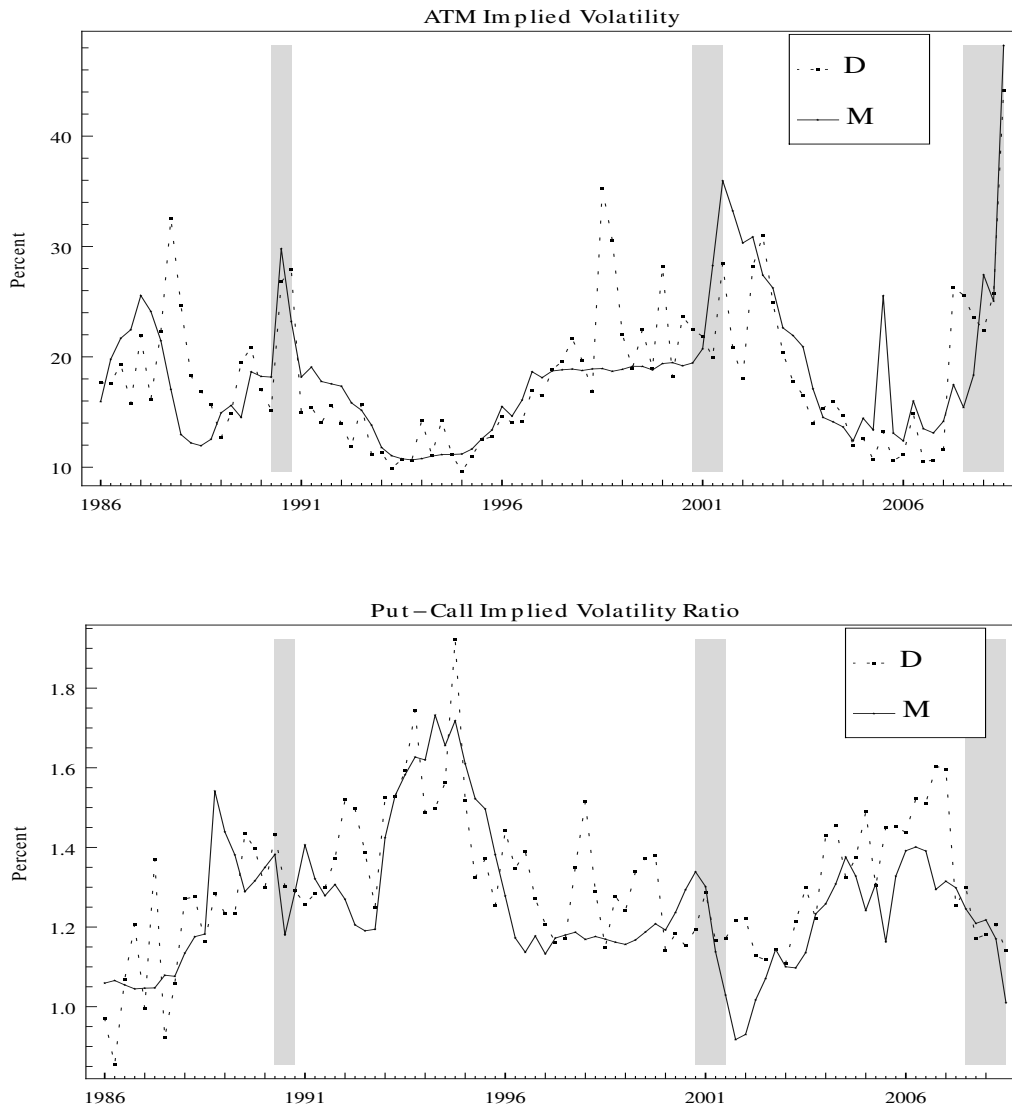 ATM Implied Volatility
D
M
Percent
40
30
20
10
1986 1991 1996 2001 2006
Put–Call Implied Volatility Ratio
D
M
Percent
1.8
1.6
1.4
1.2
1.0
1986 1991 1996 2001 2006